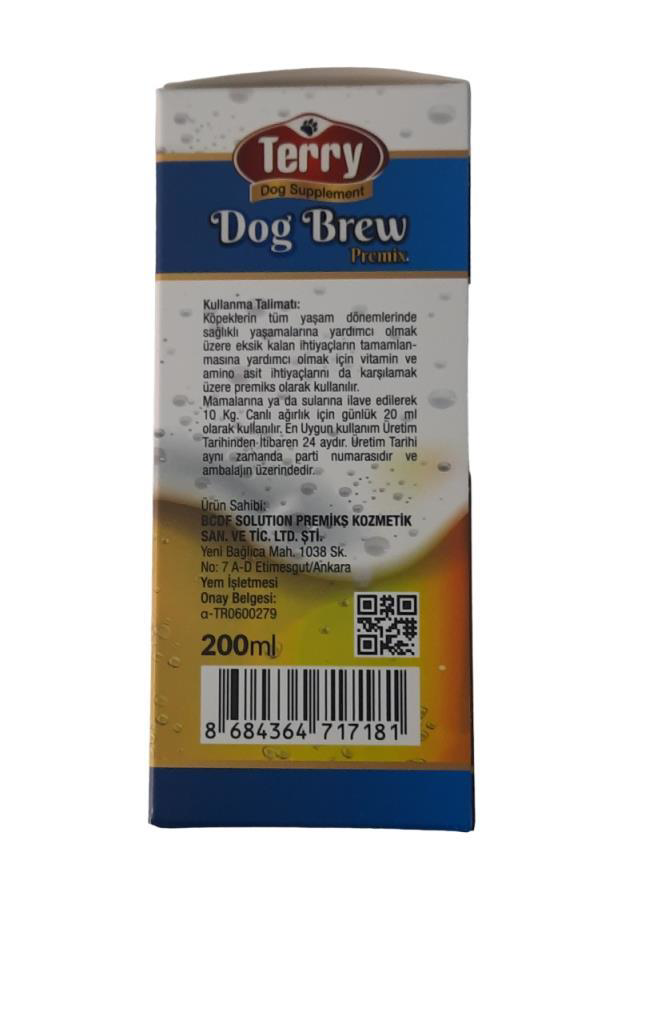 Terry
Dog Supplement
Dog Brew
Premix
Kullanma Talimatı:
Köpeklerin tüm yaşam dönemlerinde
sağlıklı yaşamalarına yardımcı olmak
üzere eksik kalan ihtiyaçların tamamlan-
masına yardımcı olmak için vitamin ve
amino asit ihtiyaçlarını da karşılamak
üzere premiks olarak kullanılır.
Mamalarına ya da sularına ilave edilerek
10 Kg. Canlı ağırlık için günlük 20 ml
olarak kullanılır. En Uygun kullanım Üretim
Tarihinden İtibaren 24 aydır. Üretim Tarihi
aynı zamanda parti numarasıdır ve
ambalajın üzerindedir.
Ürün Sahibi:
BCDF SOLUTION PREMİKS KOZMETİK
SAN. VE TİC. LTD. ŞTİ.
Yeni Bağlıca Mah. 1038 Sk.
No: 7 A-D Etimesgut/Ankara
Yem İşletmesi
Onay Belgesi:
α-TR0600279
200ml
8 684364 717181